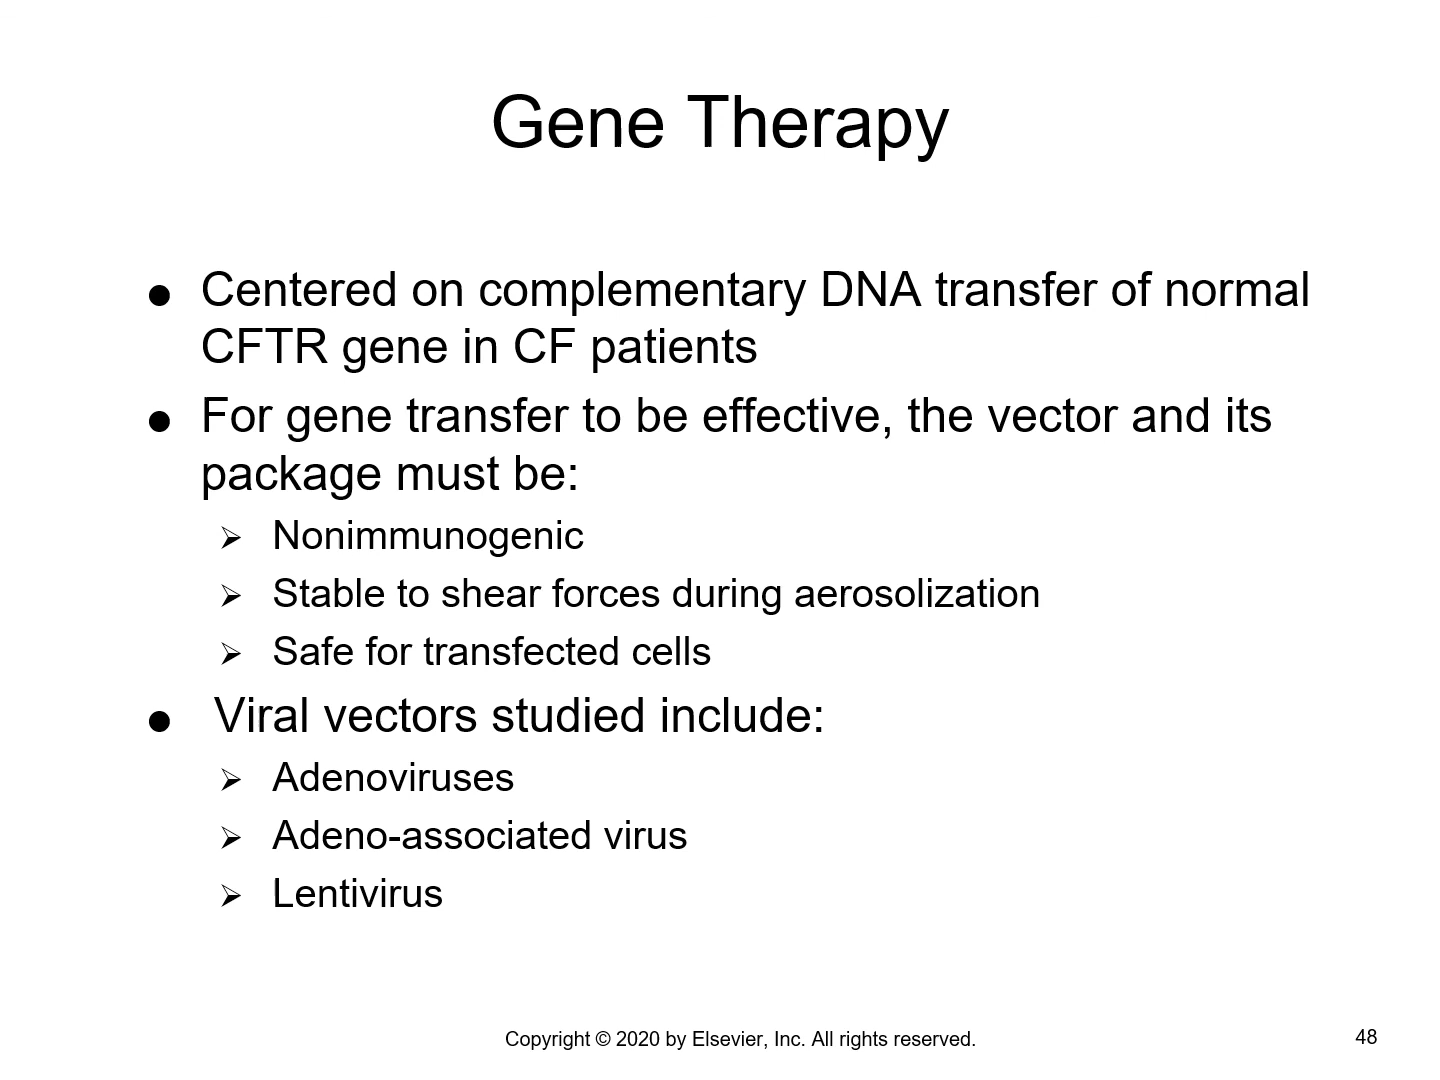 Gene Therapy
● Centered on complementary DNA transfer of normal
CFTR gene in CF patients
● For gene transfer to be effective, the vector and its
package must be:
➢ Nonimmunogenic
➢ Stable to shear forces during aerosolization
➢ Safe for transfected cells
● Viral vectors studied include:
➢ Adenoviruses
➢ Adeno-associated virus
➢ Lentivirus
Copyright © 2020 by Elsevier, Inc. All rights reserved.
48